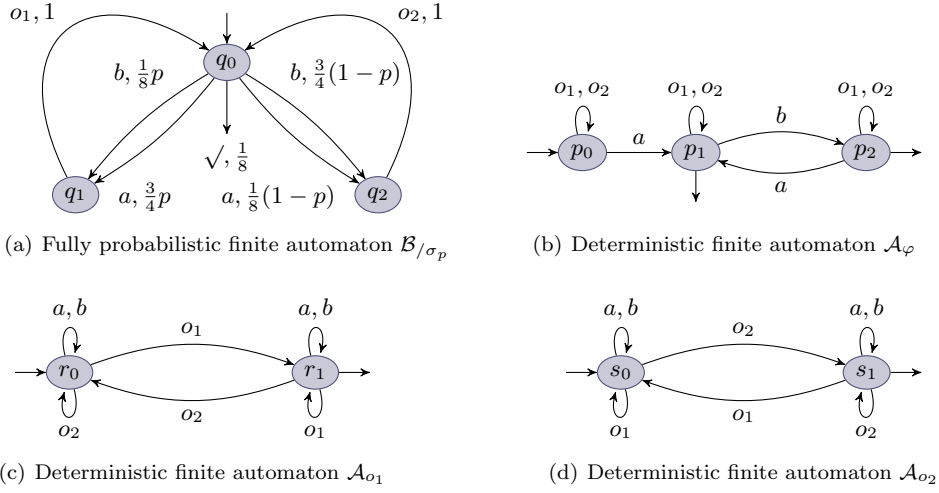 o₁, 1
o₂, 1
q₀
b, 1/8 p
b, 3/4 (1 − p)
√, 1/8
q₁
a, 3/4 p
a, 1/8 (1 − p)
q₂
(a) Fully probabilistic finite automaton 𝓑/σₚ
o₁, o₂
o₁, o₂
o₁, o₂
p₀
a
p₁
b
p₂
a
(b) Deterministic finite automaton 𝓐φ
a, b
a, b
o₁
r₀
r₁
o₂
o₂
o₁
(c) Deterministic finite automaton 𝓐o₁
a, b
a, b
o₂
s₀
s₁
o₁
o₁
o₂
(d) Deterministic finite automaton 𝓐o₂